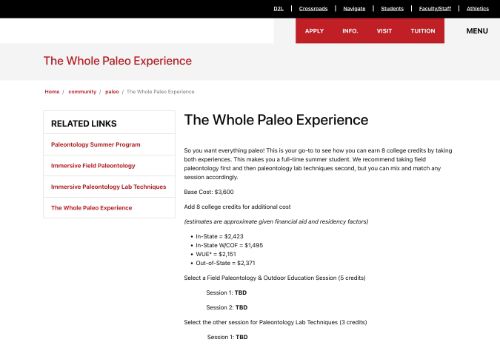 D2L Crossroads Navigate Students Faculty/Staff Athletics
APPLY INFO. VISIT TUITION MENU
The Whole Paleo Experience
Home / community / paleo / The Whole Paleo Experience
RELATED LINKS
Paleontology Summer Program
Immersive Field Paleontology
Immersive Paleontology Lab Techniques
The Whole Paleo Experience
The Whole Paleo Experience
So you want everything paleo! This is your go-to to see how you can earn 8 college credits by taking
both experiences. This makes you a full-time summer student. We recommend taking field
paleontology first and then paleontology lab techniques second, but you can mix and match any
session accordingly.
Base Cost: $3,600
Add 8 college credits for additional cost
(estimates are approximate given financial aid and residency factors)
• In-State = $2,423
• In-State W/COF = $1,495
• WUE* = $2,151
• Out-of-State = $2,371
Select a Field Paleontology & Outdoor Education Session (5 credits)
Session 1: TBD
Session 2: TBD
Select the other session for Paleontology Lab Techniques (3 credits)
Session 1: TBD